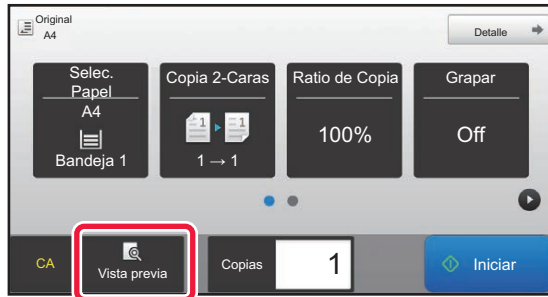 Original
A4
Detalle
Selec.
Papel
A4
Bandeja 1
Copia 2-Caras
1 1
1 → 1
Ratio de Copia
100%
Grapar
Off
CA
Vista previa
Copias
1
Iniciar